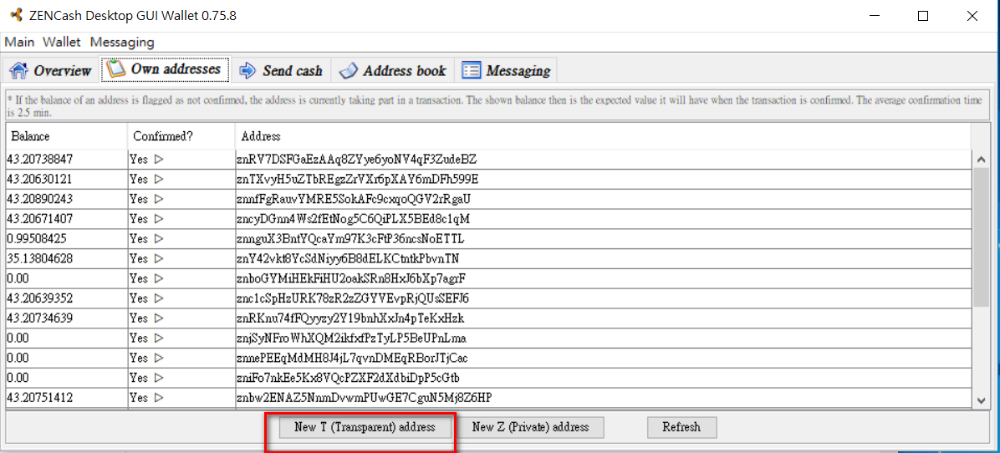 ZENCash Desktop GUI Wallet 0.75.8
Main Wallet Messaging
Overview Own addresses Send cash Address book Messaging
* If the balance of an address is flagged as not confirmed, the address is currently taking part in a transaction. The shown balance then is the expected value it will have when the transaction is confirmed. The average confirmation time
is 2.5 min.
Balance Confirmed? Address
43.20738847 Yes znRV7DSFGaEzAAq8ZYye6yoNV4qF3ZudeBZ
43.20630121 Yes znTXvyH5uZTbREgzZrVXr6pXAY6mDFh599E
43.20890243 Yes znnfFgRauvYMRE5SokAFc9cxqoQGV2rRgaU
43.20671407 Yes zncyDGnn4Ws2fEtNog5C6QiPLX5BEd8c1qM
0.99508425 Yes znnguX3BntYQcaYm97K3cFtP36ncsNoETTL
35.13804628 Yes znY42vkt8YcSdNiyy6B8dELKCtntkPbvnTN
0.00 Yes znboGYMiHEkFiHU2oakSRn8HxJ6bXp7agrF
43.20639352 Yes znc1cSpHzURK78zR2zZGYVEvpRjQUsSEFJ6
43.20734639 Yes znRKnu74fFQyyzy2Y19bnhXxJn4pTeKxHzk
0.00 Yes znjSyNFroWhXQM2ikfxfPzTyLP5BeUPnLma
0.00 Yes znnePEEqMdMH8J4jL7qvnDMEqRBorJTjCac
0.00 Yes zniFo7nkEe5Kx8VQcPZXF2dXdbiDpP5cGtb
43.20751412 Yes znbw2ENAZ5NnmDvwmPUwGE7CguN5Mj8Z6HP
New T (Transparent) address New Z (Private) address Refresh